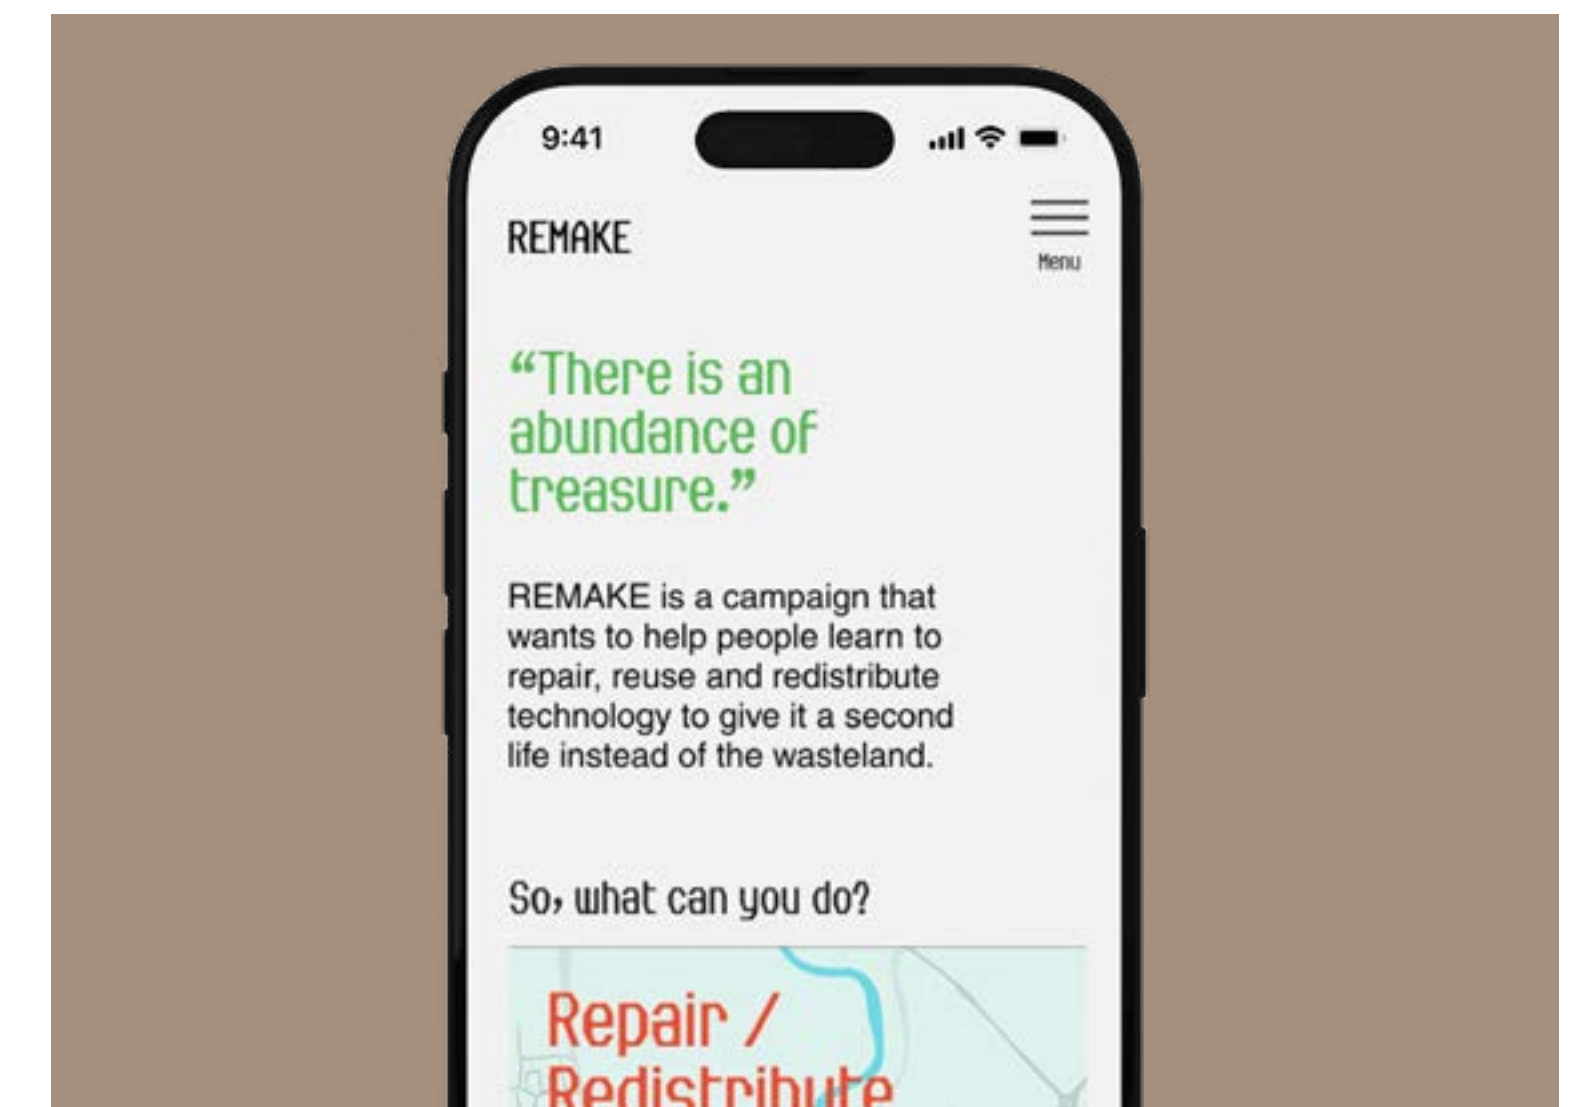 9:41
REMAKE
Menu
“There is an
abundance of
treasure.”
REMAKE is a campaign that
wants to help people learn to
repair, reuse and redistribute
technology to give it a second
life instead of the wasteland.
So, what can you do?
Repair /
Redistribute